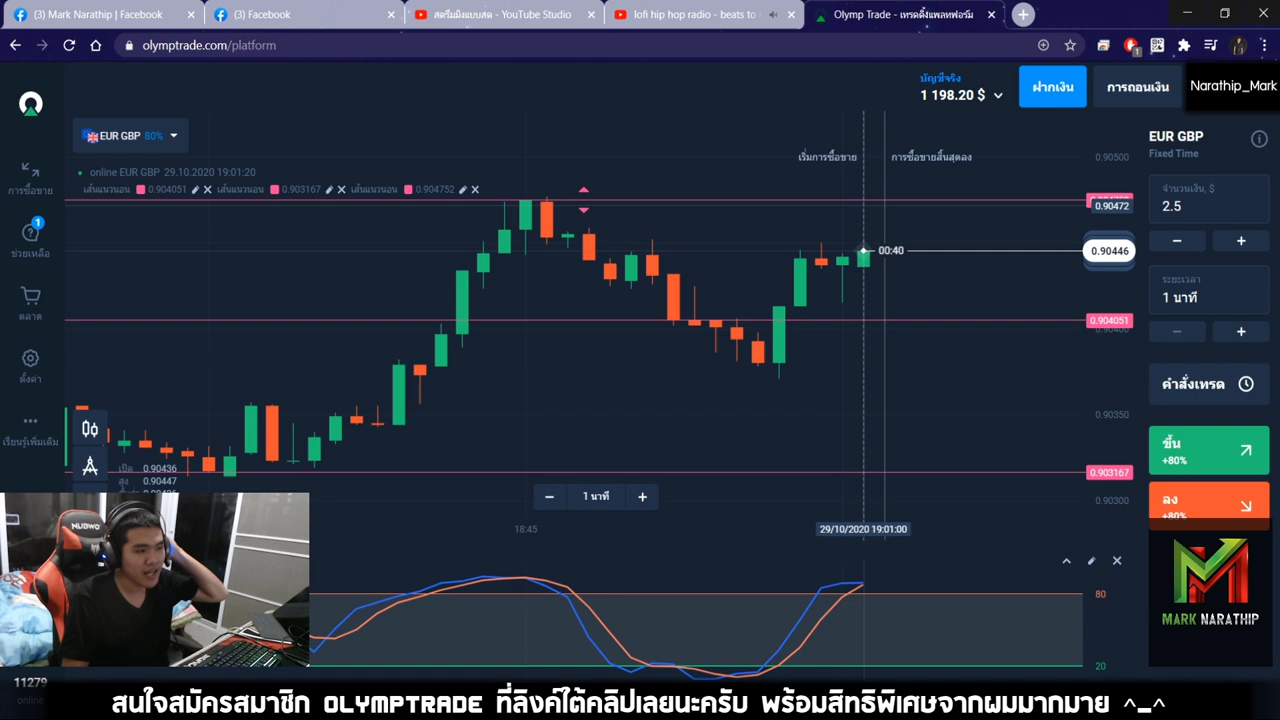 (3) Mark Narathip | Facebook
(3) Facebook
สตรีมมิงแบบสด - YouTube Studio
lofi hip hop radio - beats to
Olymp Trade - เทรดดิ้งแพลทฟอร์ม
olymptrade.com/platform
1
บัญชีจริง
1 198.20 $
ฝากเงิน
การถอนเงิน
Narathip_Mark
EUR GBP 80%
online EUR GBP 29.10.2020 19:01:20
เส้นแนวนอน 0.904051
เส้นแนวนอน 0.903167
เส้นแนวนอน 0.904752
เริ่มการซื้อขาย
การซื้อขายสิ้นสุดลง
การซื้อขาย
1
ช่วยเหลือ
ตลาด
ตั้งค่า
เรียนรู้เพิ่มเติม
00:40
0.90500
0.90472
0.90446
0.904051
0.90350
0.903167
0.90300
EUR GBP
Fixed Time
จำนวนเงิน, $
2.5
ระยะเวลา
1 นาที
คำสั่งเทรด
ขึ้น
+80%
ลง
+80%
เปิด 0.90436
สูง 0.90447
1 นาที
18:45
29/10/2020 19:01:00
80
20
NUBWO
MARK NARATHIP
11279
online
สนใจสมัครสมาชิก OLYMPTRADE ที่ลิงค์ใต้คลิปเลยนะครับ พร้อมสิทธิพิเศษจากผมมากมาย ^_^